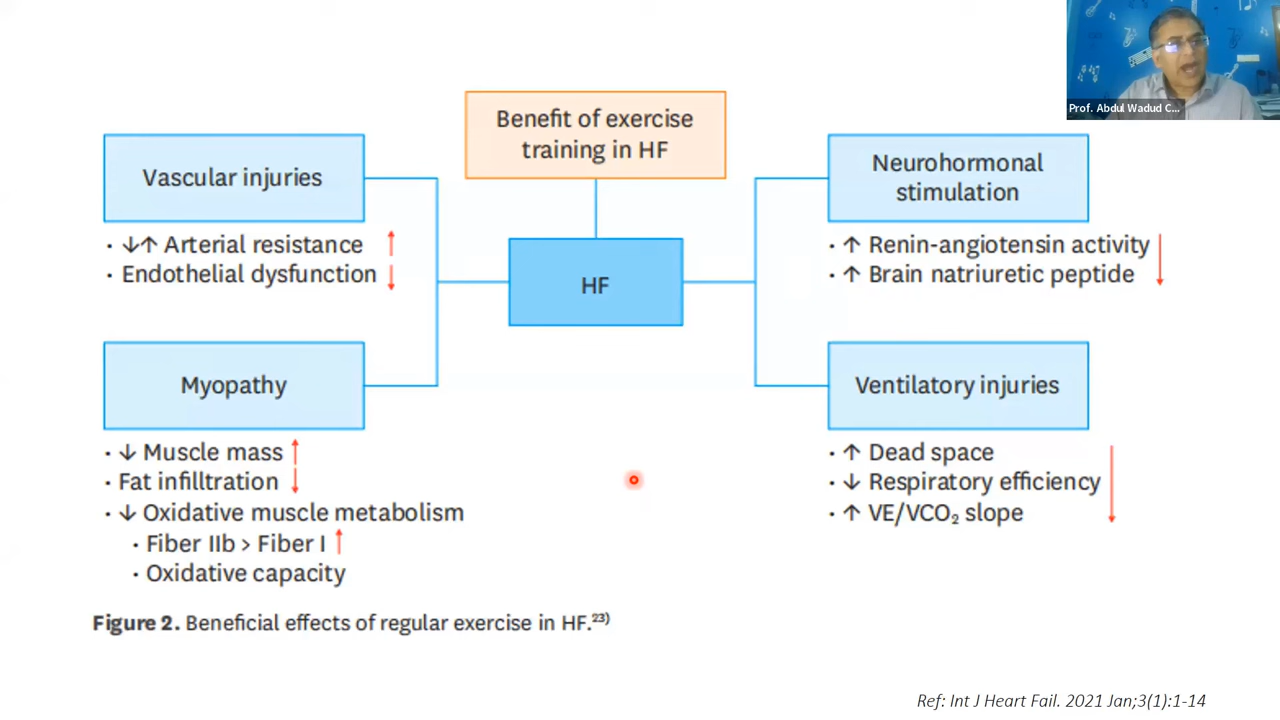 Prof. Abdul Wadud C...
Benefit of exercise
training in HF
HF
Vascular injuries
· ↓↑ Arterial resistance ↑
· Endothelial dysfunction ↓
Myopathy
· ↓ Muscle mass ↑
· Fat infilltration ↓
· ↓ Oxidative muscle metabolism
· Fiber IIb > Fiber I ↑
· Oxidative capacity
Neurohormonal
stimulation
· ↑ Renin-angiotensin activity
· ↑ Brain natriuretic peptide ↓
Ventilatory injuries
· ↑ Dead space
· ↓ Respiratory efficiency
· ↑ VE/VCO₂ slope ↓
Figure 2. Beneficial effects of regular exercise in HF.²³⁾
Ref: Int J Heart Fail. 2021 Jan;3(1):1-14